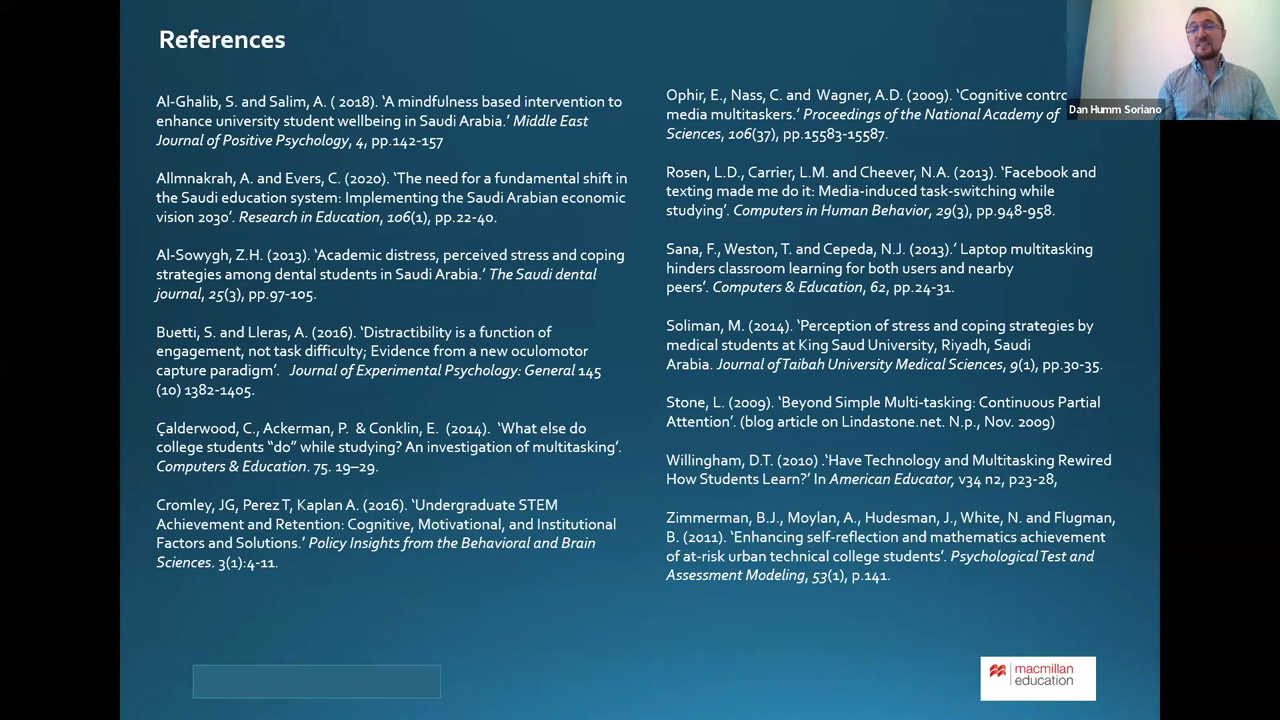 References
Al-Ghalib, S. and Salim, A. ( 2018). ‘A mindfulness based intervention to
enhance university student wellbeing in Saudi Arabia.’ Middle East
Journal of Positive Psychology, 4, pp.142-157
Allmnakrah, A. and Evers, C. (2020). ‘The need for a fundamental shift in
the Saudi education system: Implementing the Saudi Arabian economic
vision 2030’. Research in Education, 106(1), pp.22-40.
Al-Sowygh, Z.H. (2013). ‘Academic distress, perceived stress and coping
strategies among dental students in Saudi Arabia.’ The Saudi dental
journal, 25(3), pp.97-105.
Buetti, S. and Lleras, A. (2016). ‘Distractibility is a function of
engagement, not task difficulty; Evidence from a new oculomotor
capture paradigm’. Journal of Experimental Psychology: General 145
(10) 1382-1405.
Çalderwood, C., Ackerman, P. & Conklin, E. (2014). ‘What else do
college students “do” while studying? An investigation of multitasking’.
Computers & Education. 75. 19–29.
Cromley, JG, Perez T, Kaplan A. (2016). ‘Undergraduate STEM
Achievement and Retention: Cognitive, Motivational, and Institutional
Factors and Solutions.’ Policy Insights from the Behavioral and Brain
Sciences. 3(1):4-11.
Ophir, E., Nass, C. and Wagner, A.D. (2009). ‘Cognitive contro
media multitaskers.’ Proceedings of the National Academy of
Sciences, 106(37), pp.15583-15587.
Rosen, L.D., Carrier, L.M. and Cheever, N.A. (2013). ‘Facebook and
texting made me do it: Media-induced task-switching while
studying’. Computers in Human Behavior, 29(3), pp.948-958.
Sana, F., Weston, T. and Cepeda, N.J. (2013).’ Laptop multitasking
hinders classroom learning for both users and nearby
peers’. Computers & Education, 62, pp.24-31.
Soliman, M. (2014). ‘Perception of stress and coping strategies by
medical students at King Saud University, Riyadh, Saudi
Arabia. Journal of Taibah University Medical Sciences, 9(1), pp.30-35.
Stone, L. (2009). ‘Beyond Simple Multi-tasking: Continuous Partial
Attention’. (blog article on Lindastone.net. N.p., Nov. 2009)
Willingham, D.T. (2010) .‘Have Technology and Multitasking Rewired
How Students Learn?’ In American Educator, v34 n2, p23-28,
Zimmerman, B.J., Moylan, A., Hudesman, J., White, N. and Flugman,
B. (2011). ‘Enhancing self-reflection and mathematics achievement
of at-risk urban technical college students’. Psychological Test and
Assessment Modeling, 53(1), p.141.
Dan Humm Soriano
macmillan
education